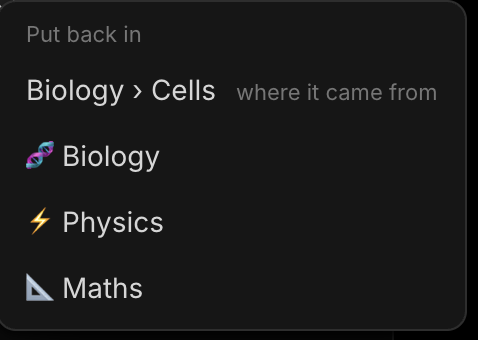 Put back in
Biology › Cells where it came from
🧬 Biology
⚡ Physics
📐 Maths